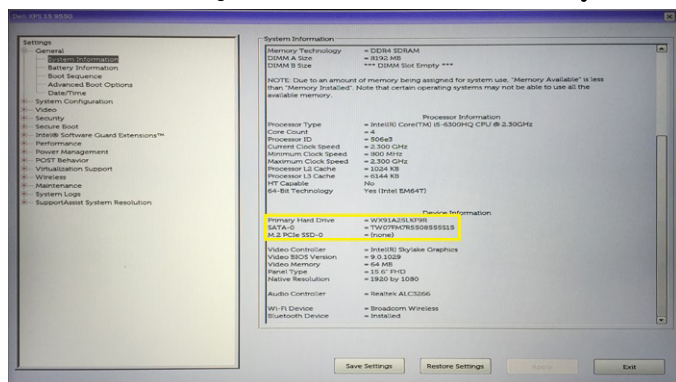 Dell XPS 15 9550
Settings
General
System Information
Battery Information
Boot Sequence
Advanced Boot Options
Date/Time
System Configuration
Video
Security
Secure Boot
Intel® Software Guard Extensions™
Performance
Power Management
POST Behavior
Virtualization Support
Wireless
Maintenance
System Logs
SupportAssist System Resolution
System Information
Memory Technology = DDR4 SDRAM
DIMM A Size = 8192 MB
DIMM B Size *** DIMM Slot Empty ***
NOTE: Due to an amount of memory being assigned for system use, "Memory Available" is less
than "Memory Installed". Note that certain operating systems may not be able to use all the
available memory.
Processor Information
Processor Type = Intel(R) Core(TM) i5-6300HQ CPU @ 2.30GHz
Core Count = 4
Processor ID = 506e3
Current Clock Speed = 2.300 GHz
Minimum Clock Speed = 800 MHz
Maximum Clock Speed = 2.300 GHz
Processor L2 Cache = 1024 KB
Processor L3 Cache = 6144 KB
HT Capable No
64-Bit Technology Yes (Intel EM64T)
Device Information
Primary Hard Drive =
SATA-0 =
M.2 PCIe SSD-0 = (none)
Video Controller = Intel(R) Skylake Graphics
Video BIOS Version = 9.0.1029
Video Memory = 64 MB
Panel Type = 15.6" FHD
Native Resolution = 1920 by 1080
Audio Controller = Realtek ALC3266
Wi-Fi Device = Broadcom Wireless
Bluetooth Device = Installed
Save Settings
Restore Settings
Apply
Exit